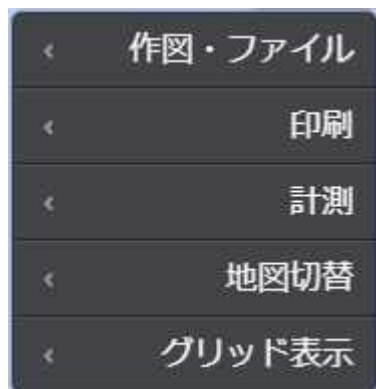 作図・ファイル
印刷
計測
地図切替
グリッド表示